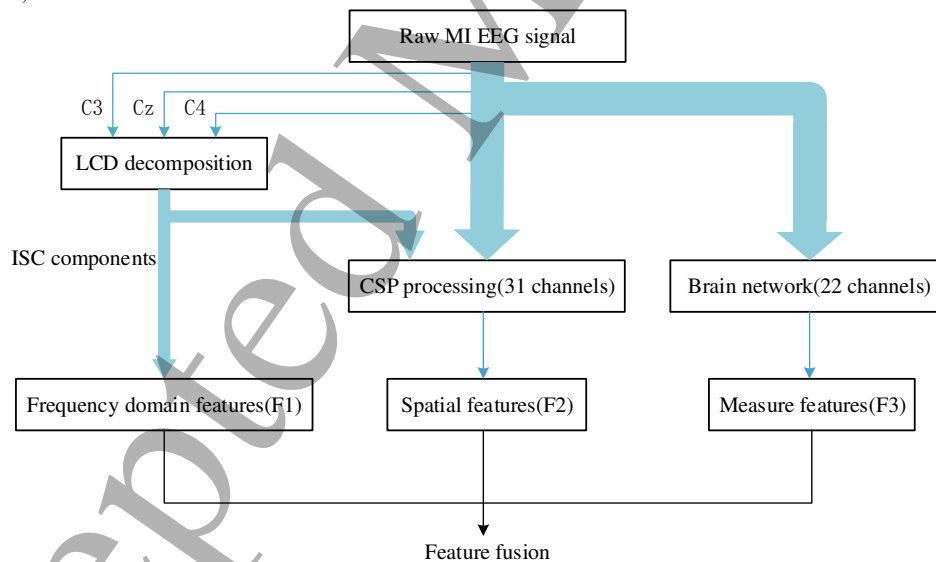 Raw MI EEG signal
C3 Cz C4
LCD decomposition
ISC components
CSP processing(31 channels)
Brain network(22 channels)
Frequency domain features(F1)
Spatial features(F2)
Measure features(F3)
Feature fusion
epted M